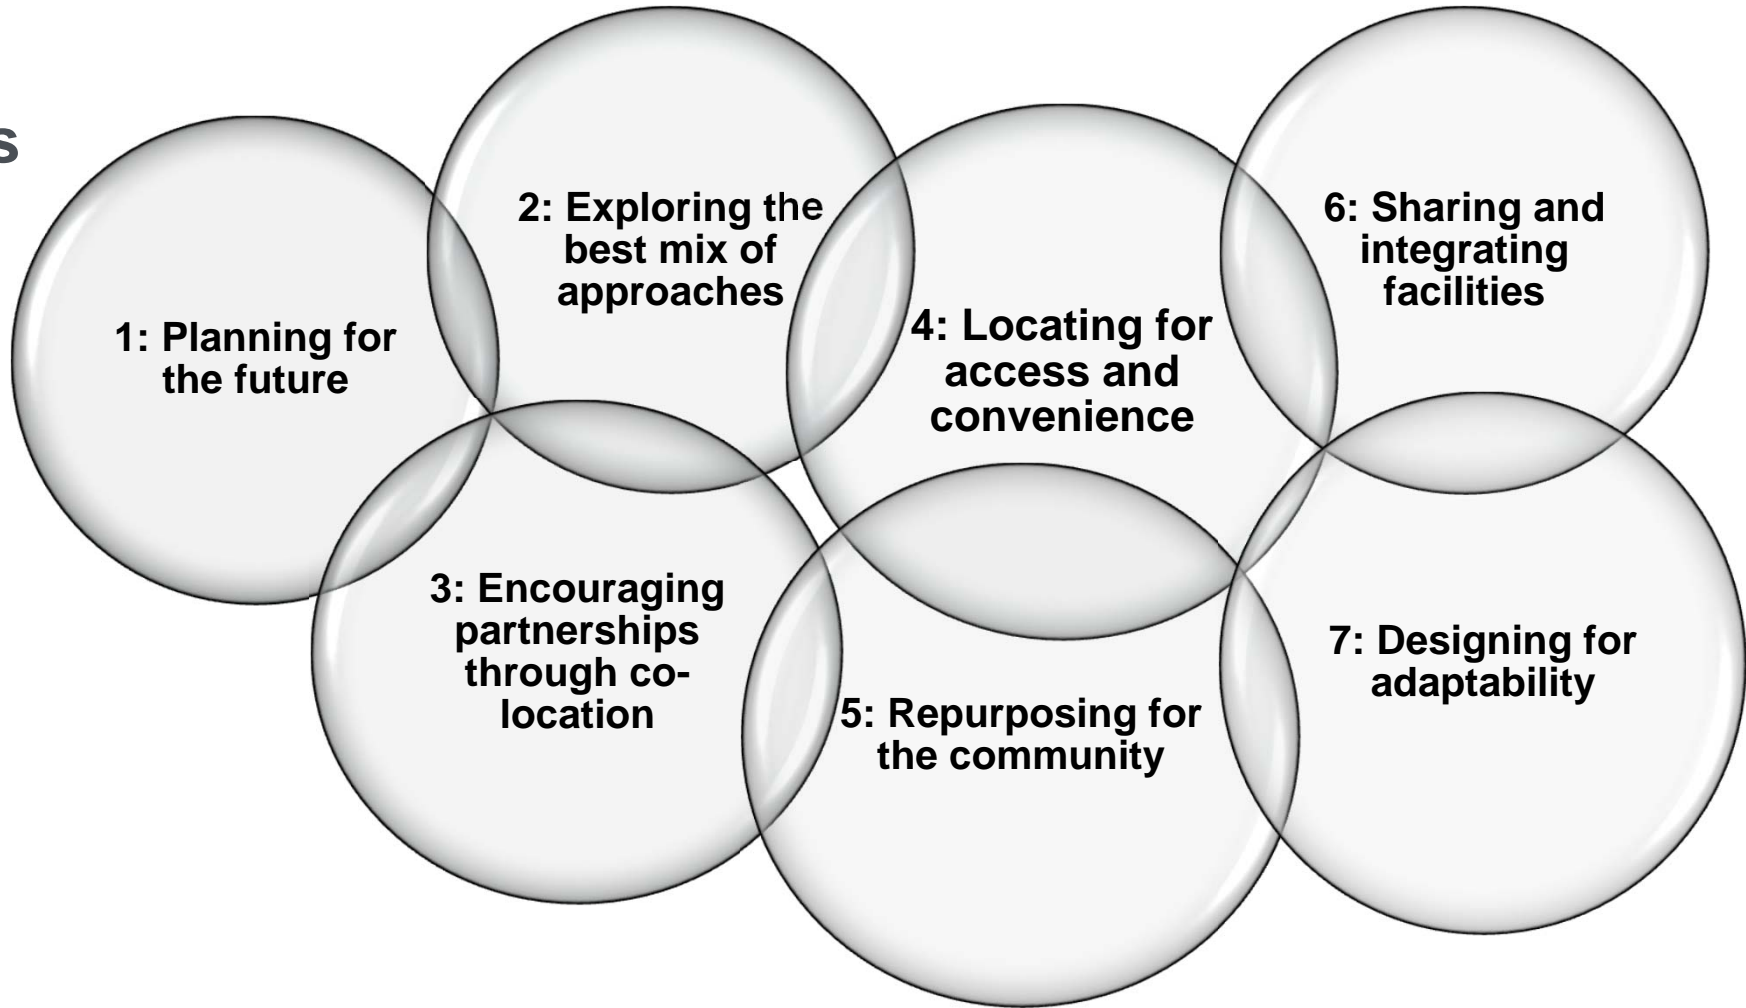 s
1: Planning for
the future
2: Exploring the
best mix of
approaches
3: Encouraging
partnerships
through co-
location
4: Locating for
access and
convenience
5: Repurposing for
the community
6: Sharing and
integrating
facilities
7: Designing for
adaptability